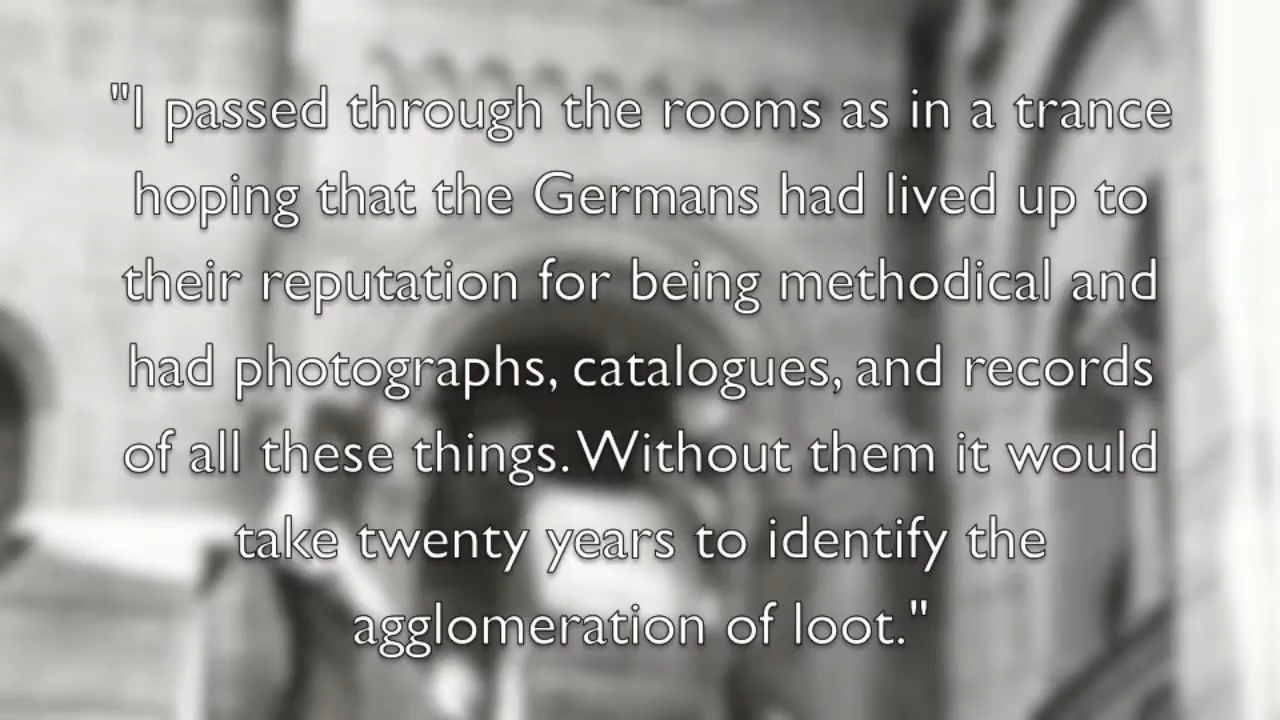 "I passed through the rooms as in a trance
hoping that the Germans had lived up to
their reputation for being methodical and
had photographs, catalogues, and records
of all these things. Without them it would
take twenty years to identify the
agglomeration of loot."